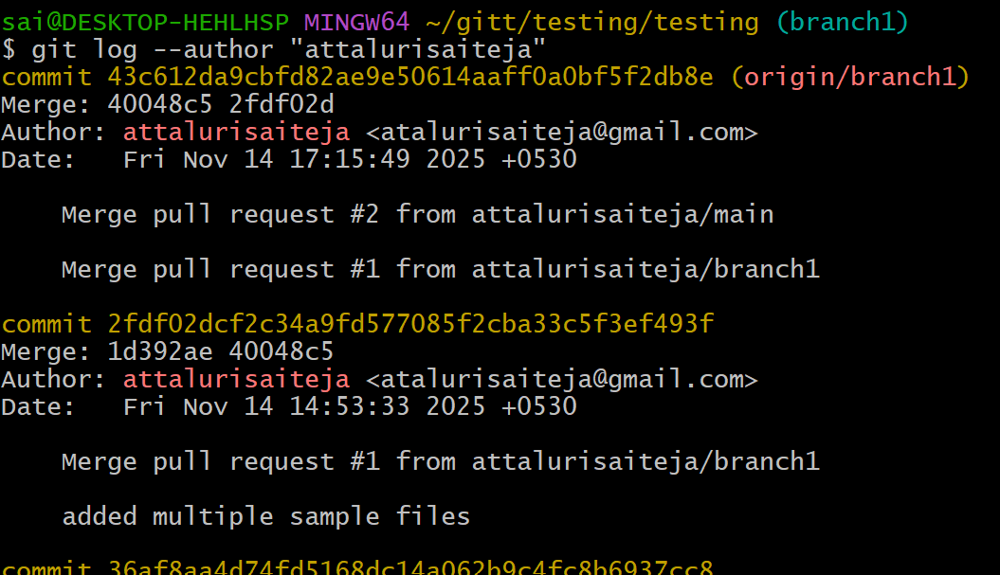 sai@DESKTOP-HEHLHSP MINGW64 ~/gitt/testing/testing (branch1)
$ git log --author "attalurisaiteja"
commit 43c612da9cbfd82ae9e50614aaff0a0bf5f2db8e (origin/branch1)
Merge: 40048c5 2fdf02d
Author: attalurisaiteja <atalurisaiteja@gmail.com>
Date:   Fri Nov 14 17:15:49 2025 +0530
    Merge pull request #2 from attalurisaiteja/main
    Merge pull request #1 from attalurisaiteja/branch1
commit 2fdf02dcf2c34a9fd577085f2cba33c5f3ef493f
Merge: 1d392ae 40048c5
Author: attalurisaiteja <atalurisaiteja@gmail.com>
Date:   Fri Nov 14 14:53:33 2025 +0530
    Merge pull request #1 from attalurisaiteja/branch1
    added multiple sample files
commit 36af8aa4d74fd5168dc14a062b9c4fc8b6937cc8